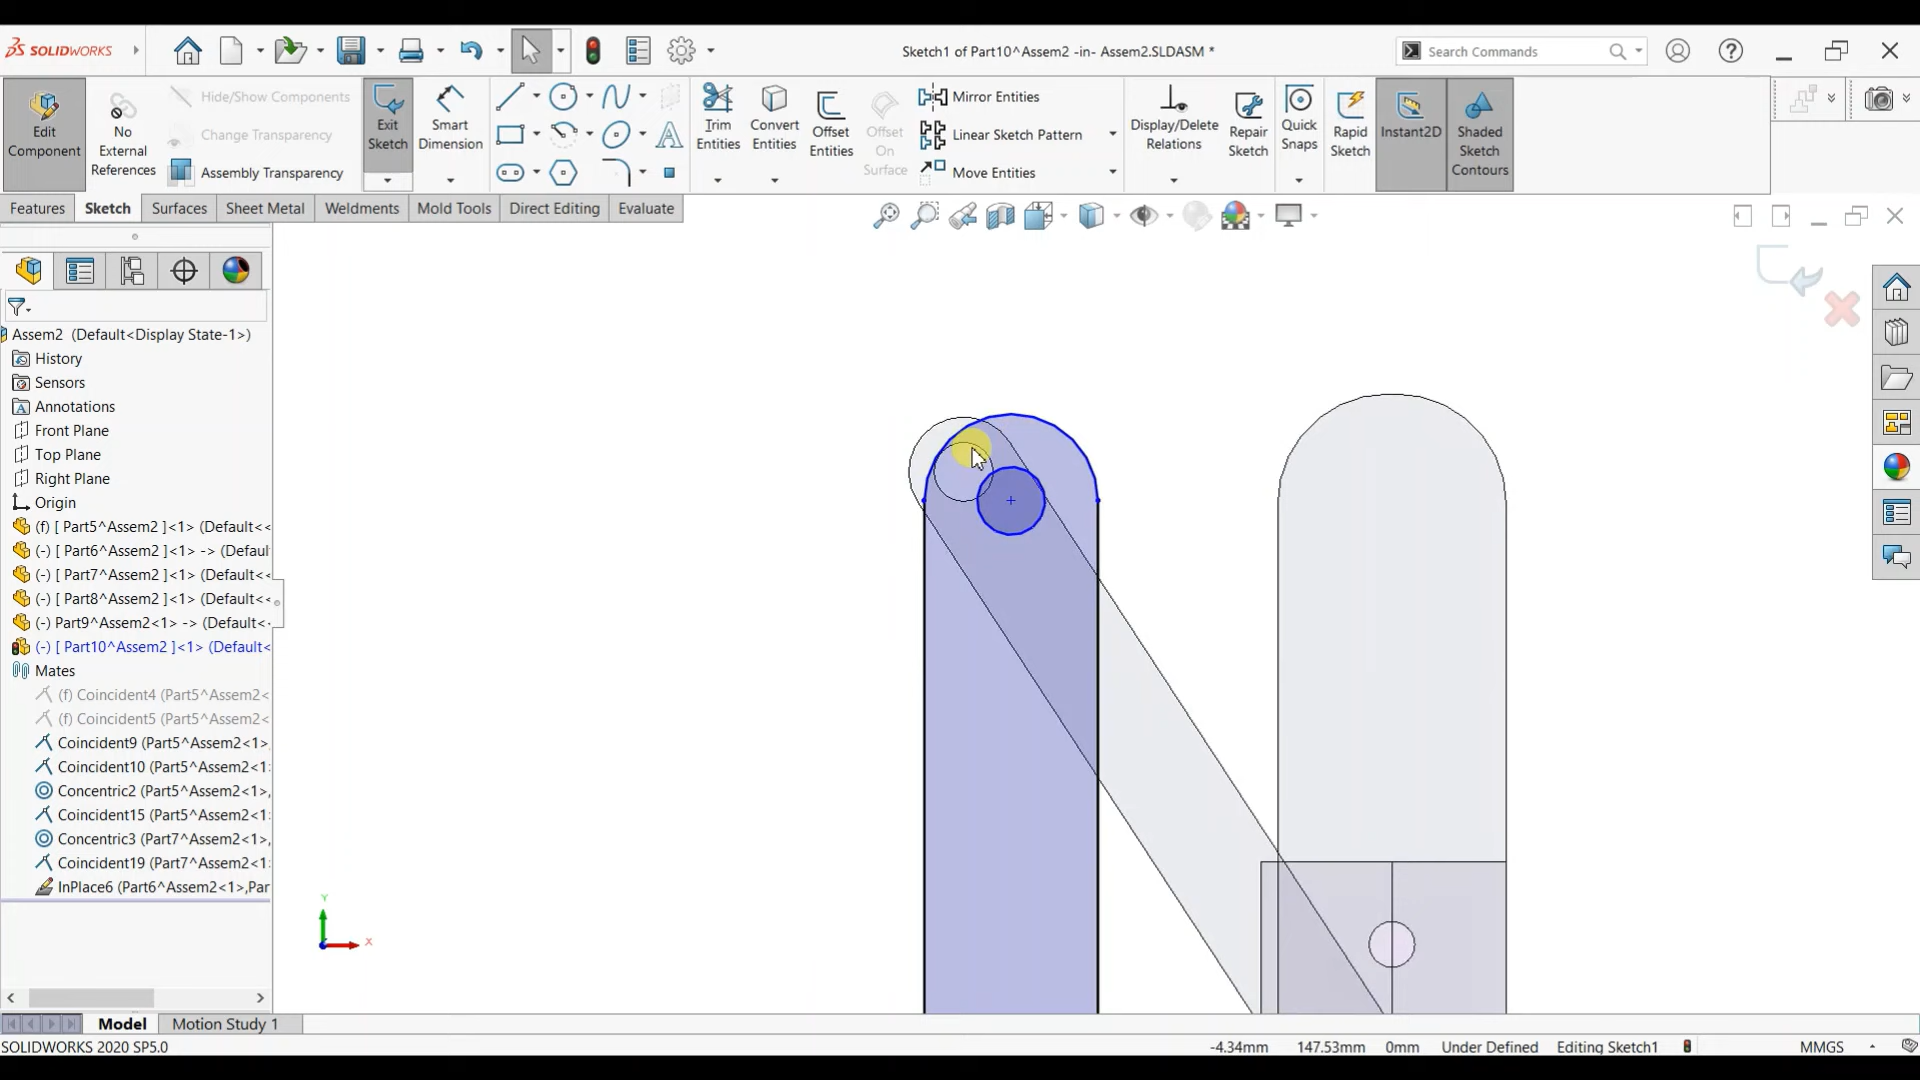 SOLIDWORKS
Sketch1 of Part10^Assem2 -in- Assem2.SLDASM *
Search Commands
Edit Component
No External References
Hide/Show Components
Change Transparency
Assembly Transparency
Exit Sketch
Smart Dimension
Trim Entities
Convert Entities
Offset Entities
Offset On Surface
Mirror Entities
Linear Sketch Pattern
Move Entities
Display/Delete Relations
Repair Sketch
Quick Snaps
Rapid Sketch
Instant2D
Shaded Sketch Contours
Features
Sketch
Surfaces
Sheet Metal
Weldments
Mold Tools
Direct Editing
Evaluate
Assem2 (Default<Display State-1>)
History
Sensors
Annotations
Front Plane
Top Plane
Right Plane
Origin
(f) [ Part5^Assem2 ]<1> (Default<<
(-) [ Part6^Assem2 ]<1> -> (Defaul
(-) [ Part7^Assem2 ]<1> (Default<<
(-) [ Part8^Assem2 ]<1> (Default<<
(-) Part9^Assem2<1> -> (Default<
(-) [ Part10^Assem2 ]<1> (Default<
Mates
(f) Coincident4 (Part5^Assem2<
(f) Coincident5 (Part5^Assem2<
Coincident9 (Part5^Assem2<1>
Coincident10 (Part5^Assem2<1
Concentric2 (Part5^Assem2<1>,
Coincident15 (Part5^Assem2<1
Concentric3 (Part7^Assem2<1>,
Coincident19 (Part7^Assem2<1
InPlace6 (Part6^Assem2<1>,Par
Y
X
Model
Motion Study 1
SOLIDWORKS 2020 SP5.0
-4.34mm
147.53mm
0mm
Under Defined
Editing Sketch1
MMGS